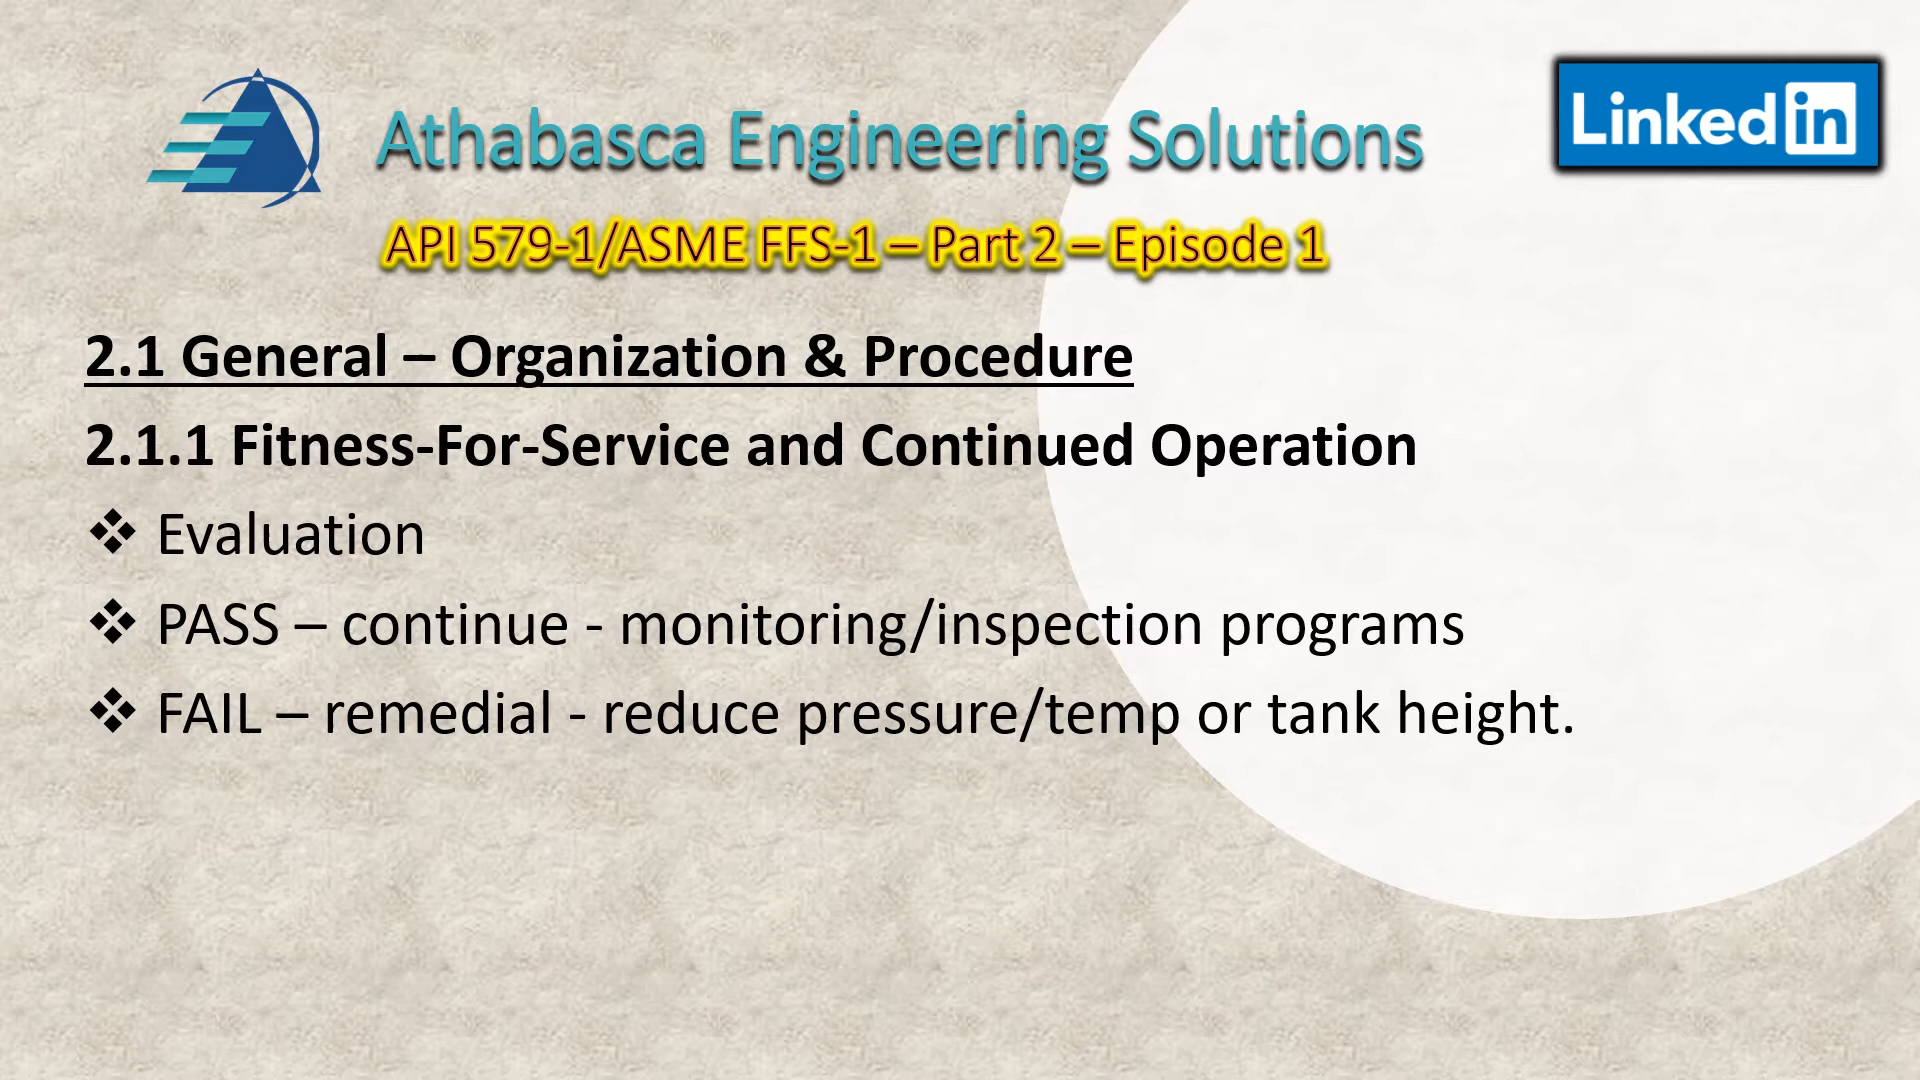 Athabasca Engineering Solutions
Linked in
API 579-1/ASME FFS-1 – Part 2 – Episode 1
2.1 General – Organization & Procedure
2.1.1 Fitness-For-Service and Continued Operation
❖ Evaluation
❖ PASS – continue - monitoring/inspection programs
❖ FAIL – remedial - reduce pressure/temp or tank height.